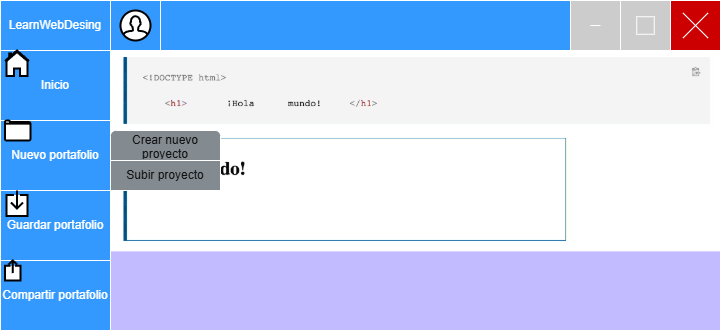 LearnWebDesing
Inicio
<!DOCTYPE html>
<h1> ¡Hola mundo! </h1>
Nuevo portafolio
Crear nuevo
proyecto
Subir proyecto
do!
Guardar portafolio
Compartir portafolio